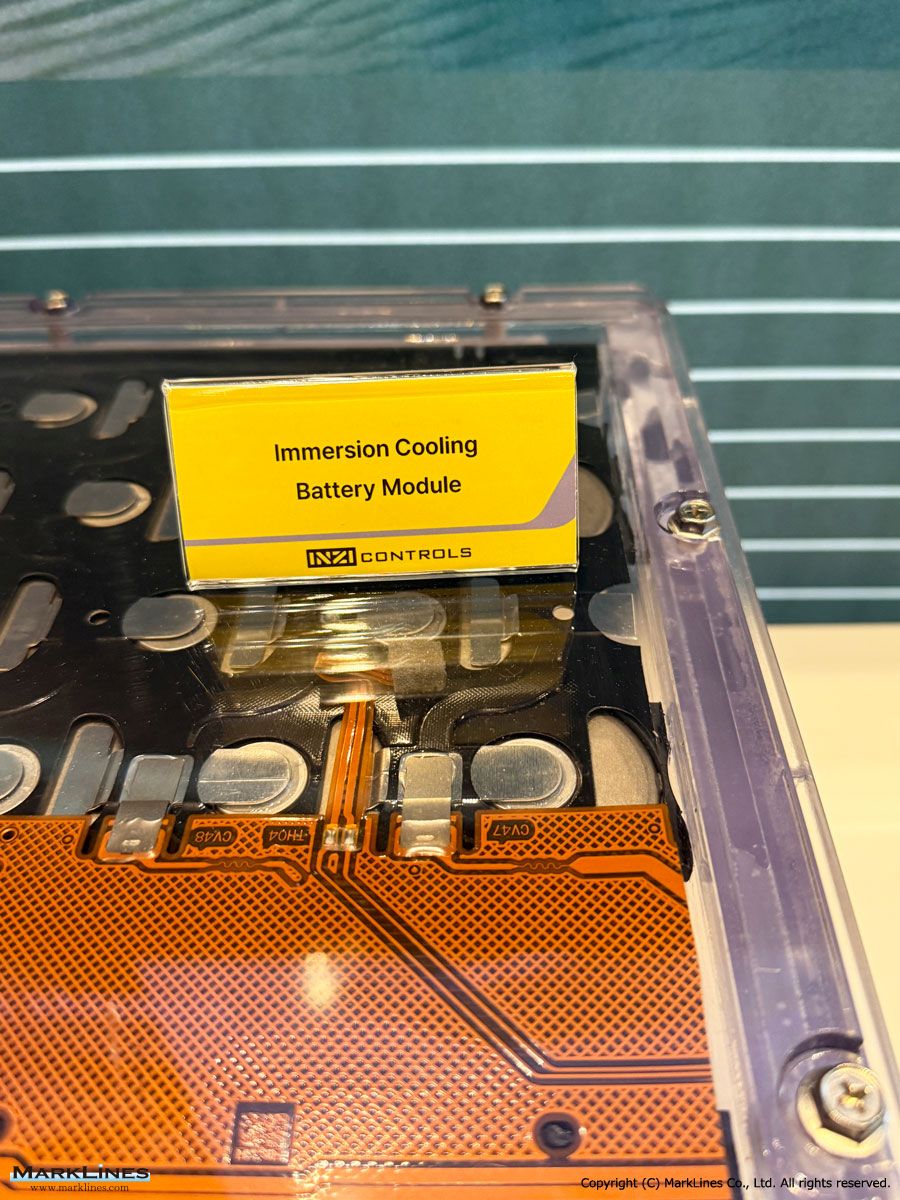 Immersion Cooling
Battery Module
INZI CONTROLS
CV48
TH04
CV47
MARKLINES
www.marklines.com
Copyright (C) MarkLines Co., Ltd. All rights reserved.